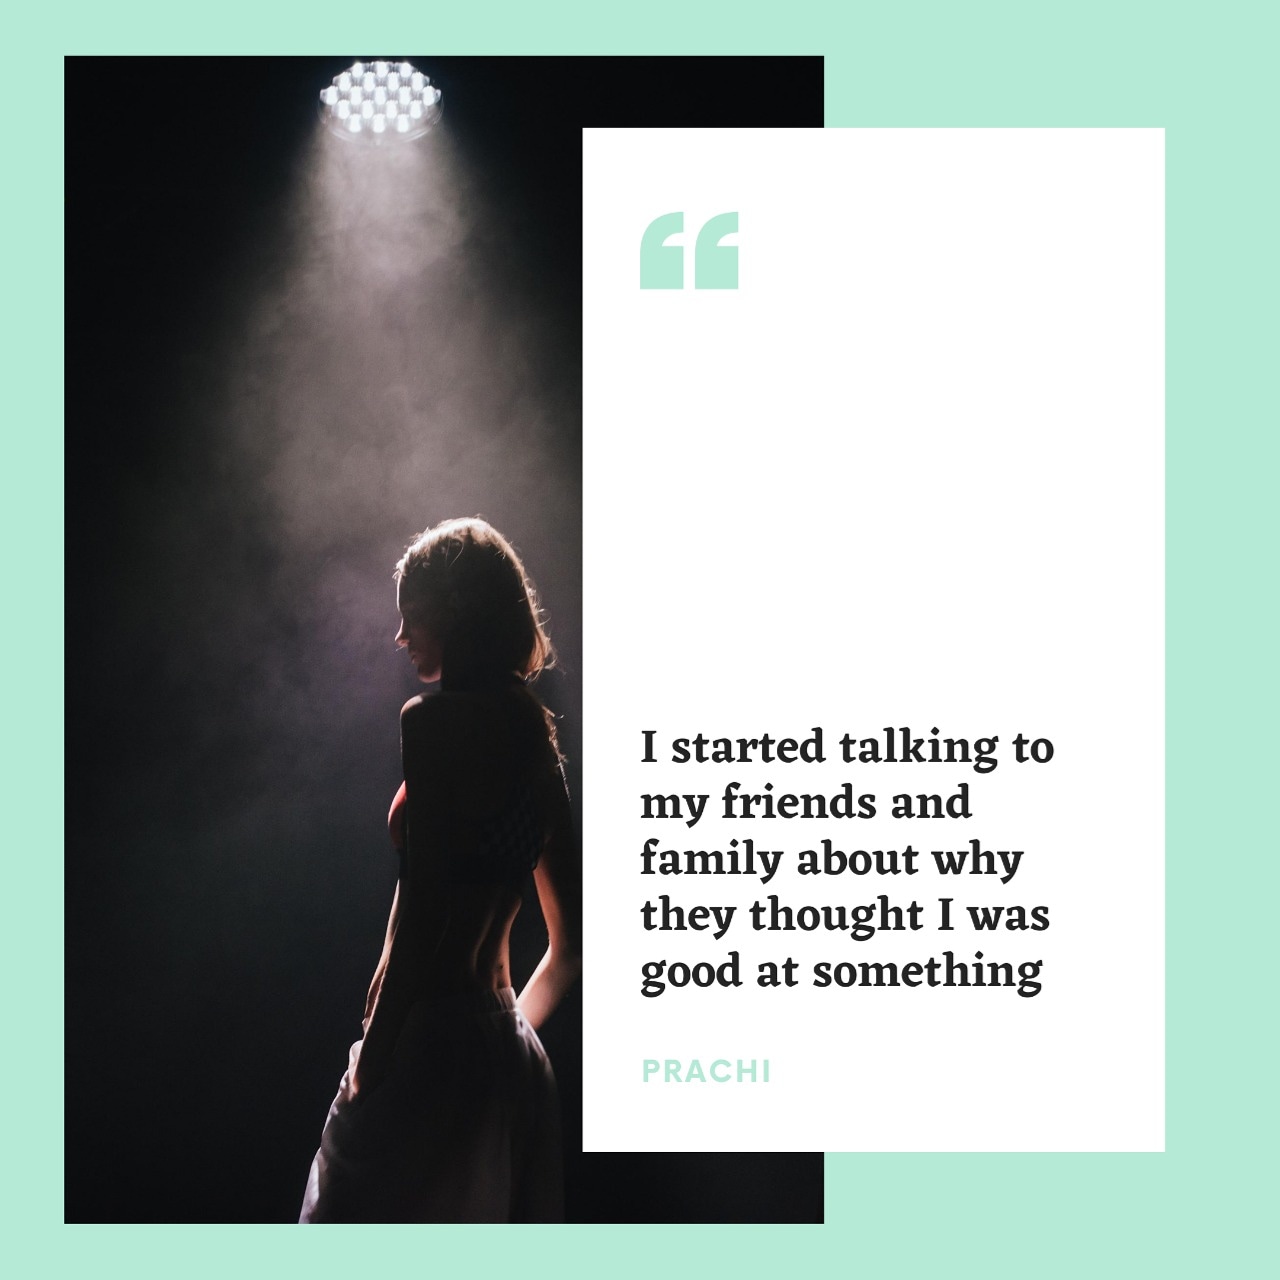 “
I started talking to
my friends and
family about why
they thought I was
good at something
PRACHI